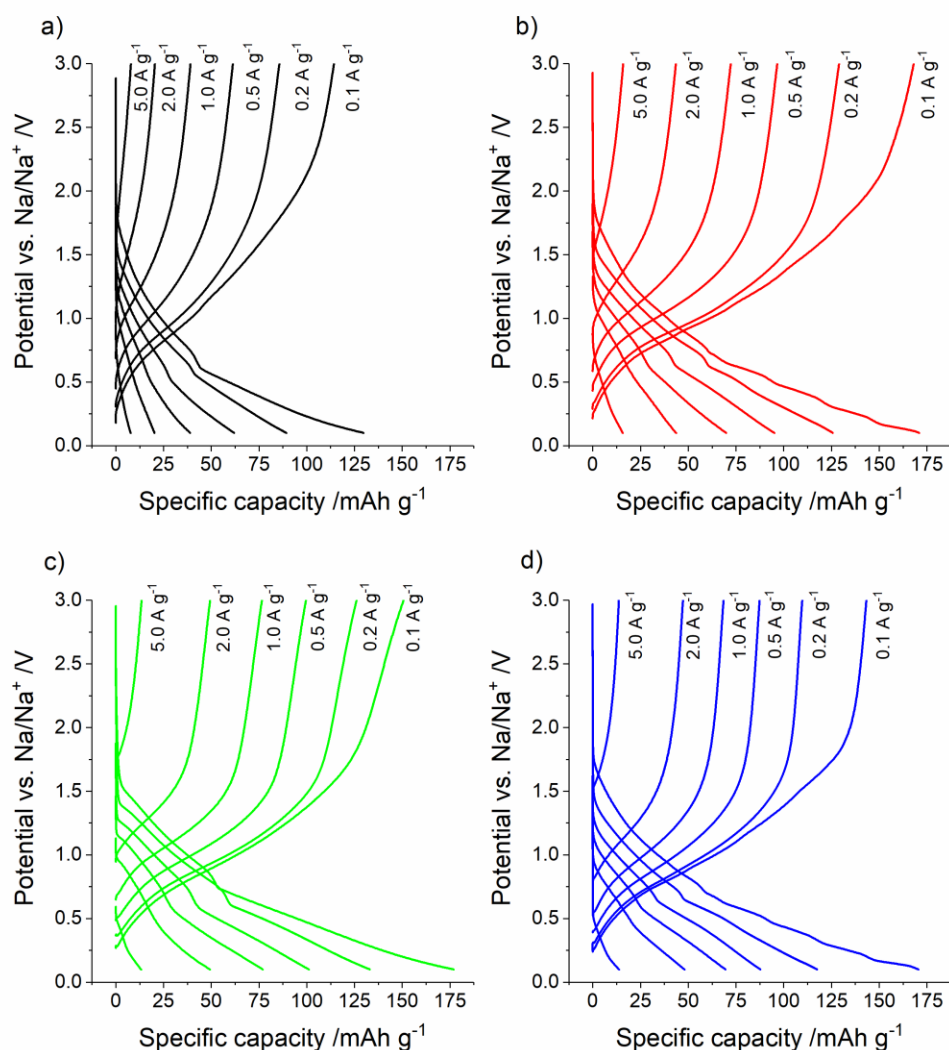 a)
5.0 A g⁻¹
2.0 A g⁻¹
1.0 A g⁻¹
0.5 A g⁻¹
0.2 A g⁻¹
0.1 A g⁻¹
Potential vs. Na/Na⁺ /V
3.0
2.5
2.0
1.5
1.0
0.5
0.0
0 25 50 75 100 125 150 175
Specific capacity /mAh g⁻¹
b)
5.0 A g⁻¹
2.0 A g⁻¹
1.0 A g⁻¹
0.5 A g⁻¹
0.2 A g⁻¹
0.1 A g⁻¹
Potential vs. Na/Na⁺ /V
3.0
2.5
2.0
1.5
1.0
0.5
0.0
0 25 50 75 100 125 150 175
Specific capacity /mAh g⁻¹
c)
5.0 A g⁻¹
2.0 A g⁻¹
1.0 A g⁻¹
0.5 A g⁻¹
0.2 A g⁻¹
0.1 A g⁻¹
Potential vs. Na/Na⁺ /V
3.0
2.5
2.0
1.5
1.0
0.5
0.0
0 25 50 75 100 125 150 175
Specific capacity /mAh g⁻¹
d)
5.0 A g⁻¹
2.0 A g⁻¹
1.0 A g⁻¹
0.5 A g⁻¹
0.2 A g⁻¹
0.1 A g⁻¹
Potential vs. Na/Na⁺ /V
3.0
2.5
2.0
1.5
1.0
0.5
0.0
0 25 50 75 100 125 150 175
Specific capacity /mAh g⁻¹